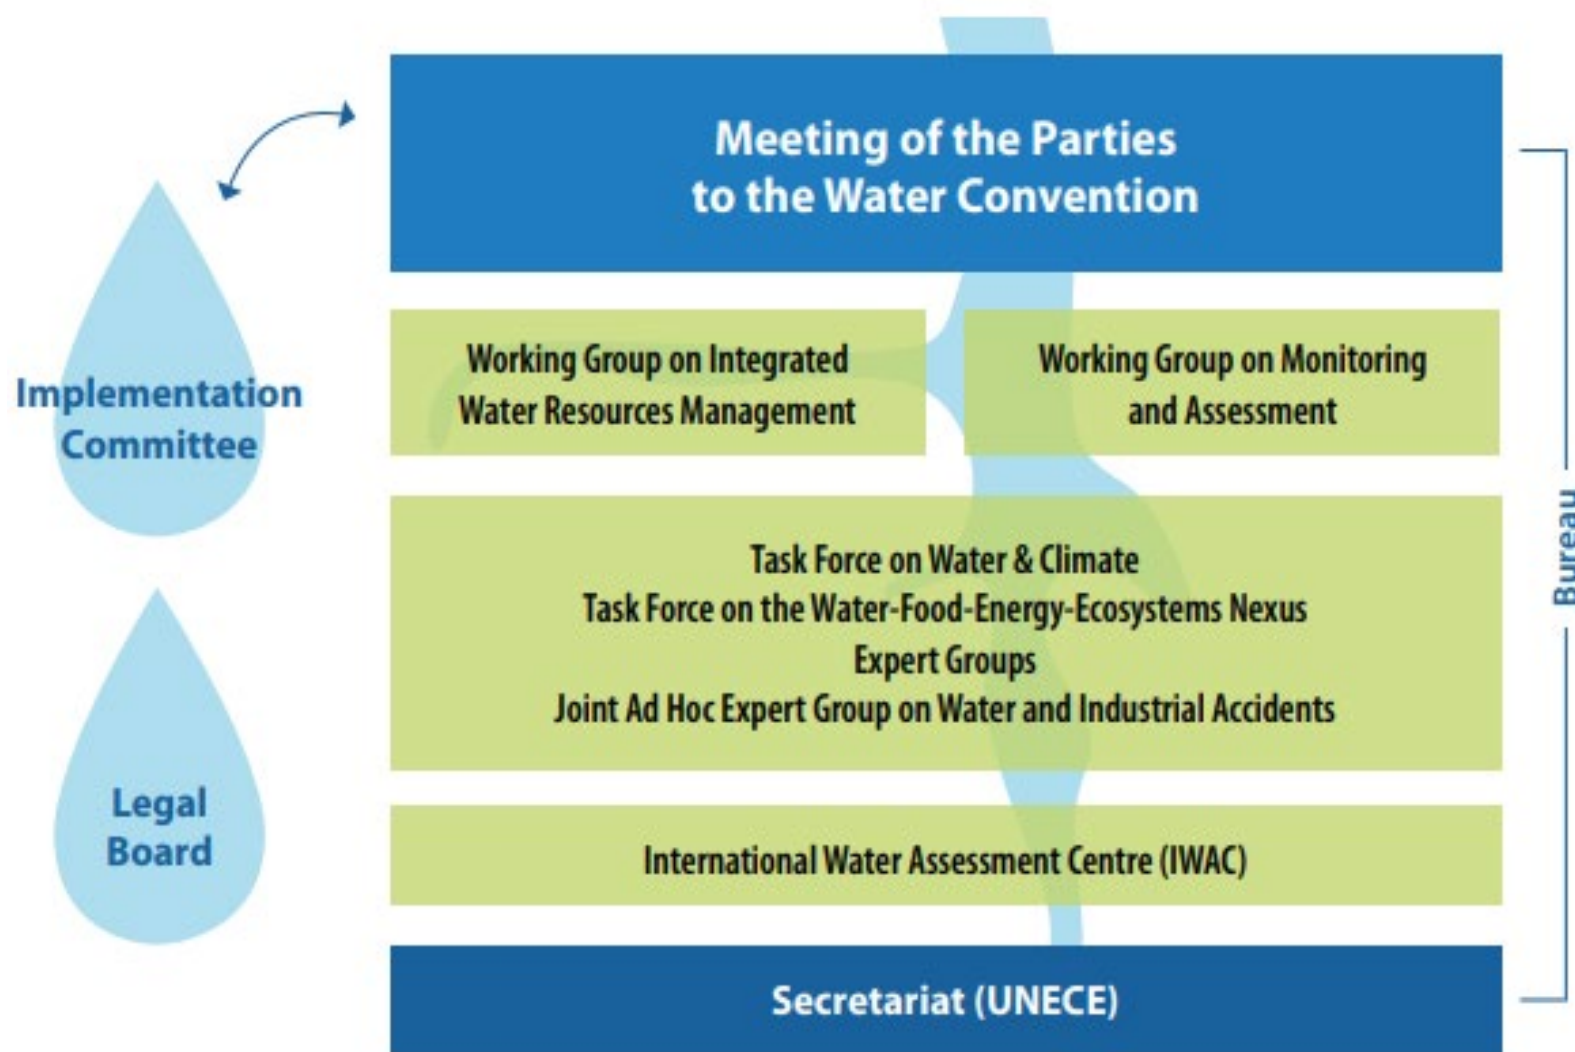 Meeting of the Parties
to the Water Convention
Implementation
Committee
Working Group on Integrated
Water Resources Management
Working Group on Monitoring
and Assessment
Task Force on Water & Climate
Task Force on the Water-Food-Energy-Ecosystems Nexus
Expert Groups
Joint Ad Hoc Expert Group on Water and Industrial Accidents
Legal
Board
International Water Assessment Centre (IWAC)
Secretariat (UNECE)
Bureau